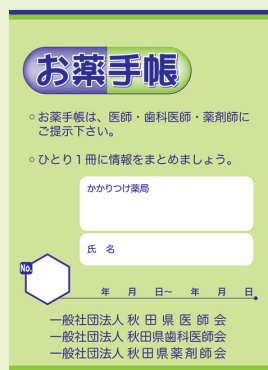 お薬手帳
○お薬手帳は、医師・歯科医師・薬剤師に
ご提示下さい。
○ひとり1冊に情報をまとめましょう。
かかりつけ薬局
氏 名
No.
年 月 日〜 年 月 日
一般社団法人 秋田県医師会
一般社団法人 秋田県歯科医師会
一般社団法人 秋田県薬剤師会